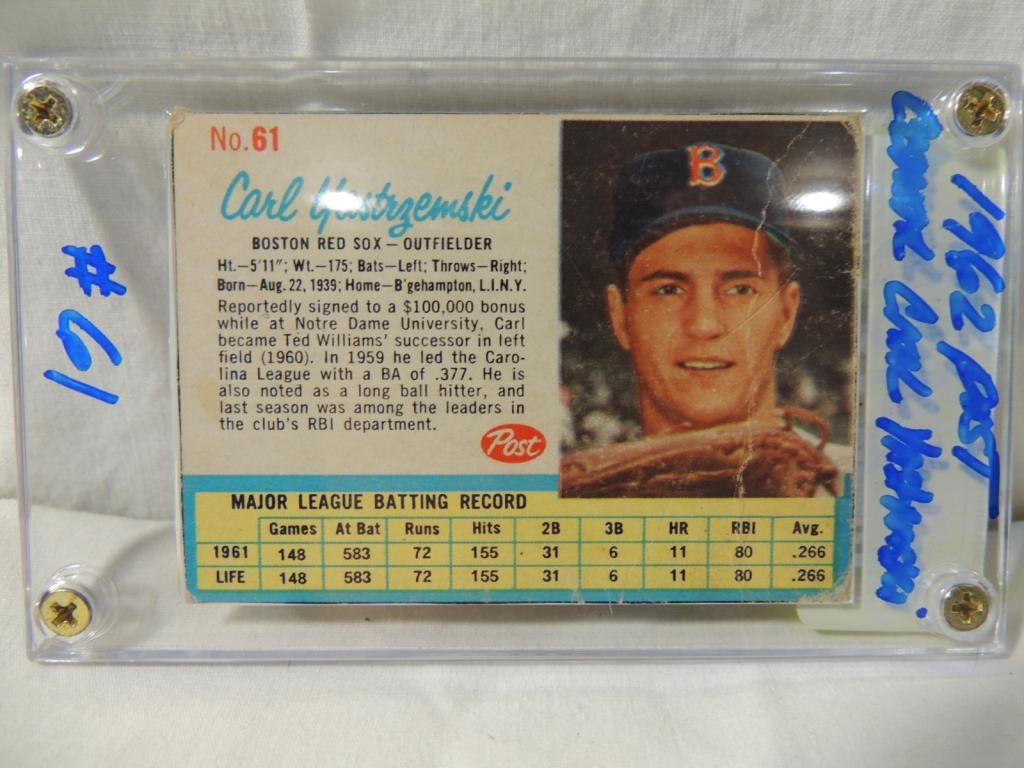 No. 61
Carl Yastrzemski
BOSTON RED SOX – OUTFIELDER
Ht.–5'11"; Wt.–175; Bats–Left; Throws–Right;
Born–Aug. 22, 1939; Home–B'gehampton, L.I.N.Y.
Reportedly signed to a $100,000 bonus
while at Notre Dame University, Carl
became Ted Williams' successor in left
field (1960). In 1959 he led the Caro-
lina League with a BA of .377. He is
also noted as a long ball hitter, and
last season was among the leaders in
the club's RBI department.
Post
B
MAJOR LEAGUE BATTING RECORD
Games At Bat Runs Hits 2B 3B HR RBI Avg.
1961 148 583 72 155 31 6 11 80 .266
LIFE 148 583 72 155 31 6 11 80 .266
# 61
1962 POST
Carl